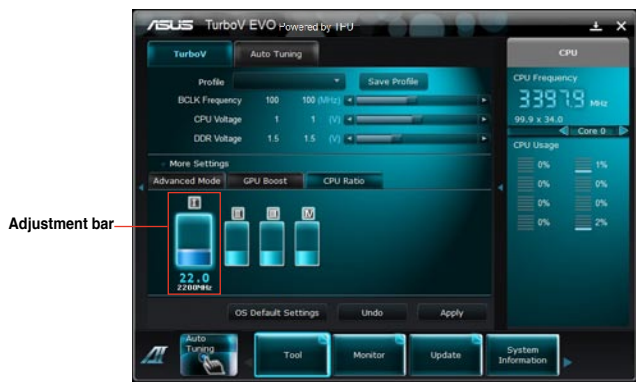 ASUS TurboV EVO Powered by TPU
TurboV Auto Tuning
Profile Save Profile
BCLK Frequency 100 100 (MHz)
CPU Voltage 1 1 (V)
DDR Voltage 1.5 1.5 (V)
More Settings
Advanced Mode GPU Boost CPU Ratio
Adjustment bar
22.0
2200MHz
OS Default Settings Undo Apply
Auto Tuning
Tool Monitor Update System Information
CPU
CPU Frequency
3397.9 MHz
99.9 x 34.0
Core 0
CPU Usage
0% 1%
0% 0%
0% 0%
0% 2%